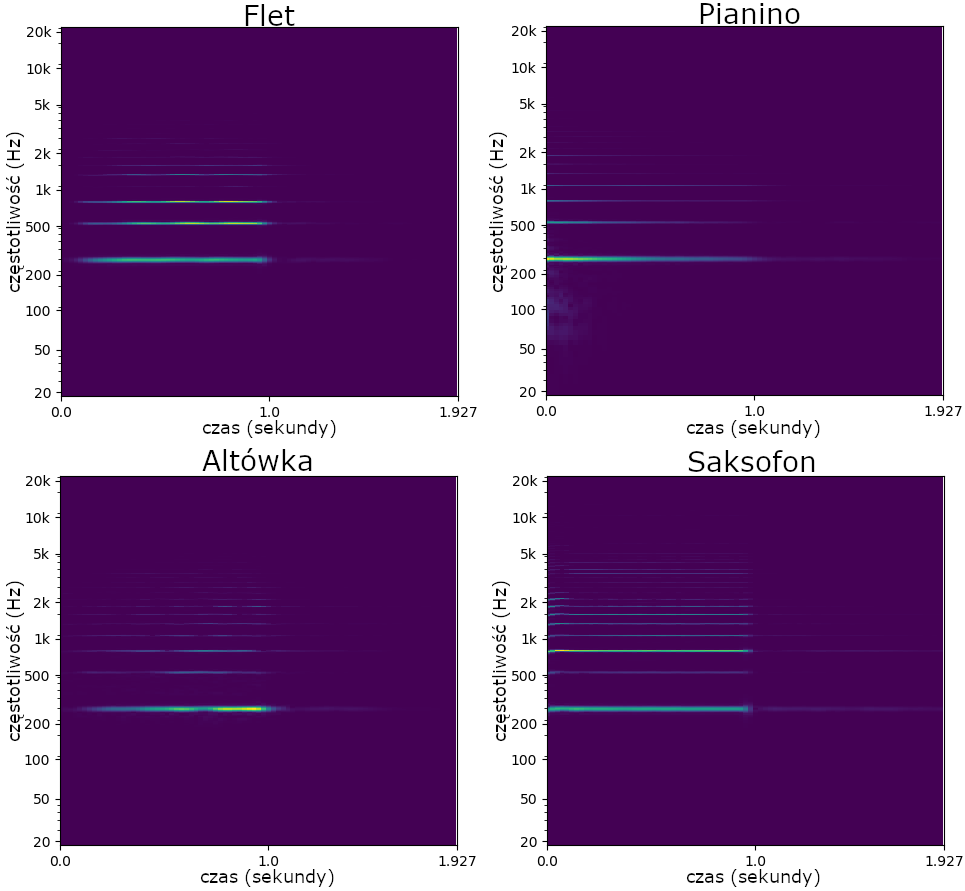 Flet
częstotliwość (Hz)
20k
10k
5k
2k
1k
500
200
100
50
20
0.0 1.0 1.927
czas (sekundy)
Pianino
częstotliwość (Hz)
20k
10k
5k
2k
1k
500
200
100
50
20
0.0 1.0 1.927
czas (sekundy)
Altówka
częstotliwość (Hz)
20k
10k
5k
2k
1k
500
200
100
50
20
0.0 1.0 1.927
czas (sekundy)
Saksofon
częstotliwość (Hz)
20k
10k
5k
2k
1k
500
200
100
50
20
0.0 1.0 1.927
czas (sekundy)